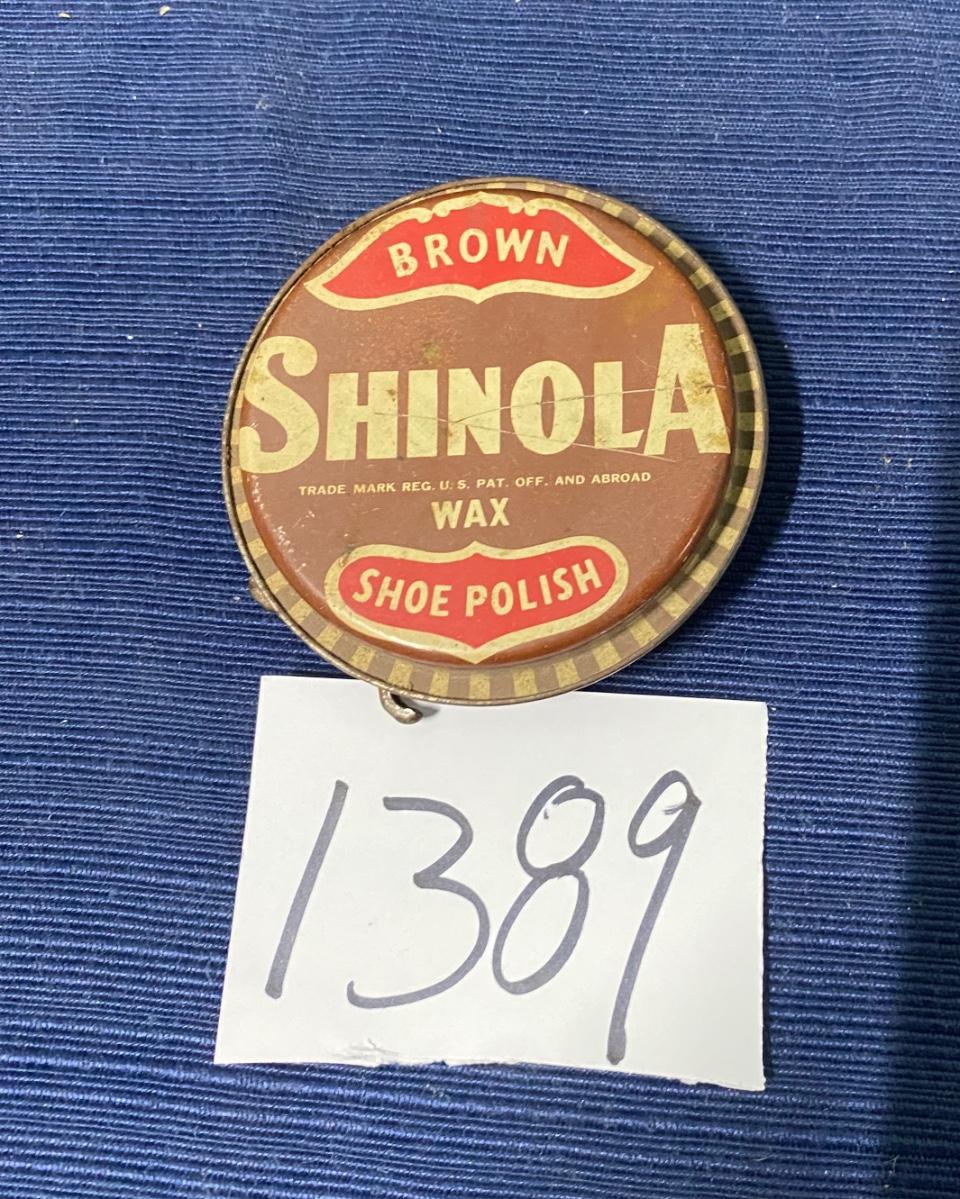 BROWN
SHINOLA
TRADE MARK REG. U. S. PAT. OFF. AND ABROAD
WAX
SHOE POLISH
1389